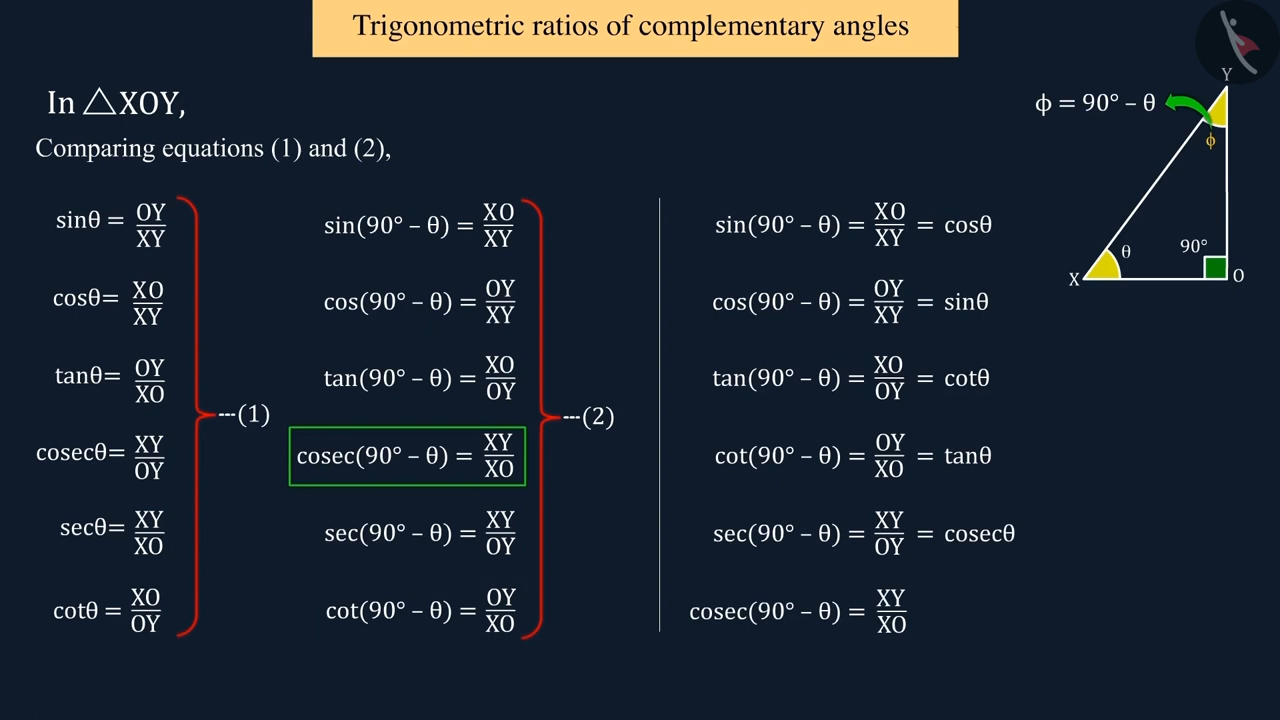 Trigonometric ratios of complementary angles
In △XOY,
Comparing equations (1) and (2),
sinθ = OY/XY
cosθ= XO/XY
tanθ= OY/XO
cosecθ= XY/OY
secθ= XY/XO
cotθ = XO/OY
---(1)
sin(90° – θ) = XO/XY
cos(90° – θ) = OY/XY
tan(90° – θ) = XO/OY
cosec(90° – θ) = XY/XO
sec(90° – θ) = XY/OY
cot(90° – θ) = OY/XO
---(2)
sin(90° – θ) = XO/XY = cosθ
cos(90° – θ) = OY/XY = sinθ
tan(90° – θ) = XO/OY = cotθ
cot(90° – θ) = OY/XO = tanθ
sec(90° – θ) = XY/OY = cosecθ
cosec(90° – θ) = XY/XO
Y
ϕ = 90° – θ
ϕ
θ
90°
X
O